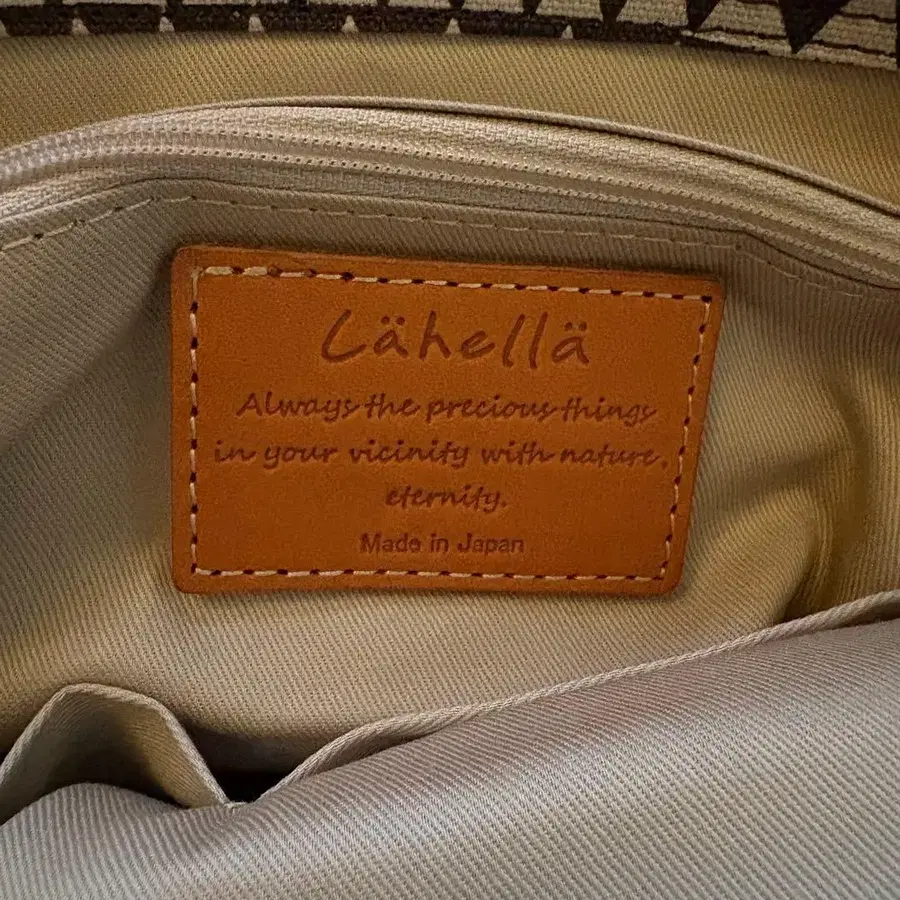 Lähellä
Always the precious things
in your vicinity with nature,
eternity.
Made in Japan